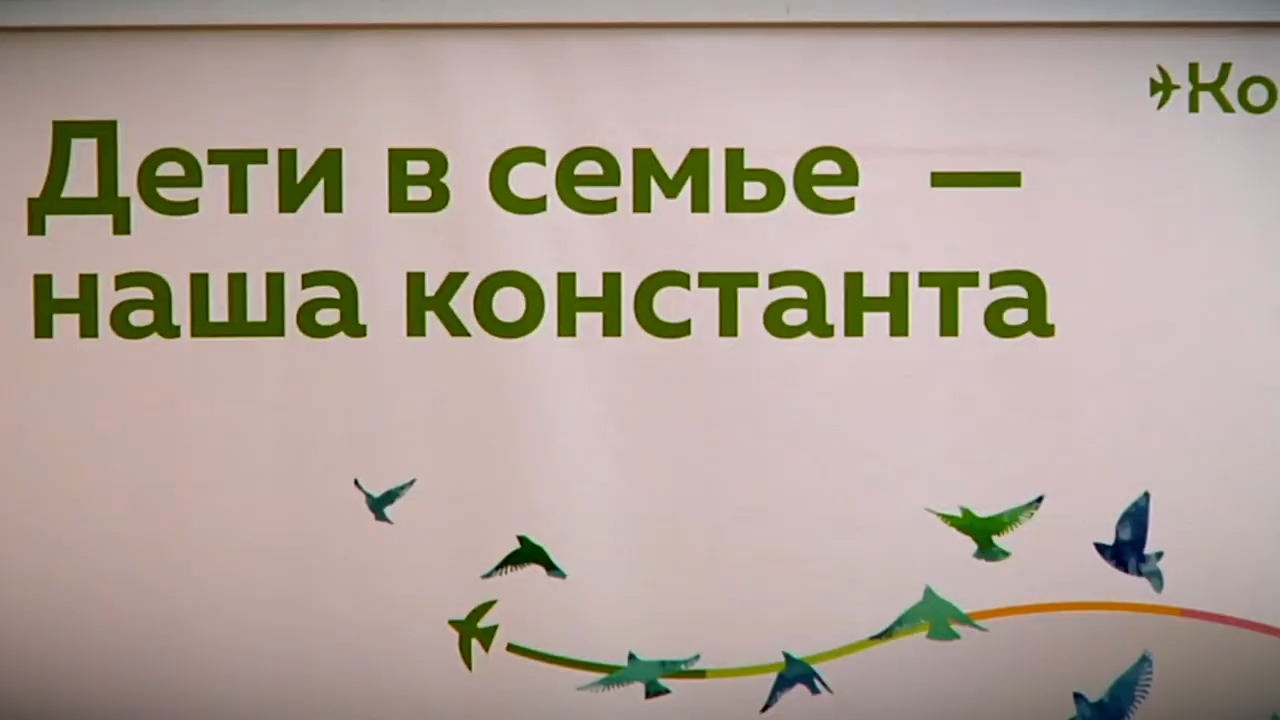 Дети в семье —
наша константа